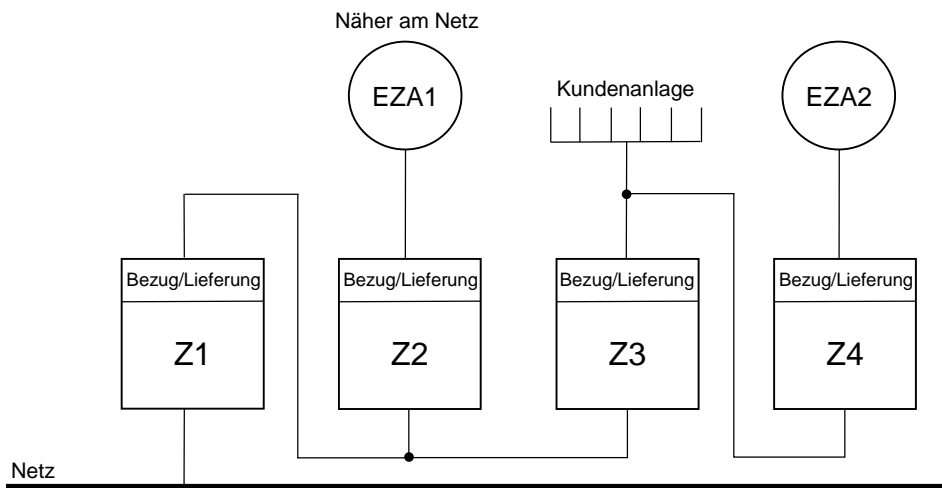 Näher am Netz
EZA1
Kundenanlage
EZA2
Bezug/Lieferung
Z1
Bezug/Lieferung
Z2
Bezug/Lieferung
Z3
Bezug/Lieferung
Z4
Netz